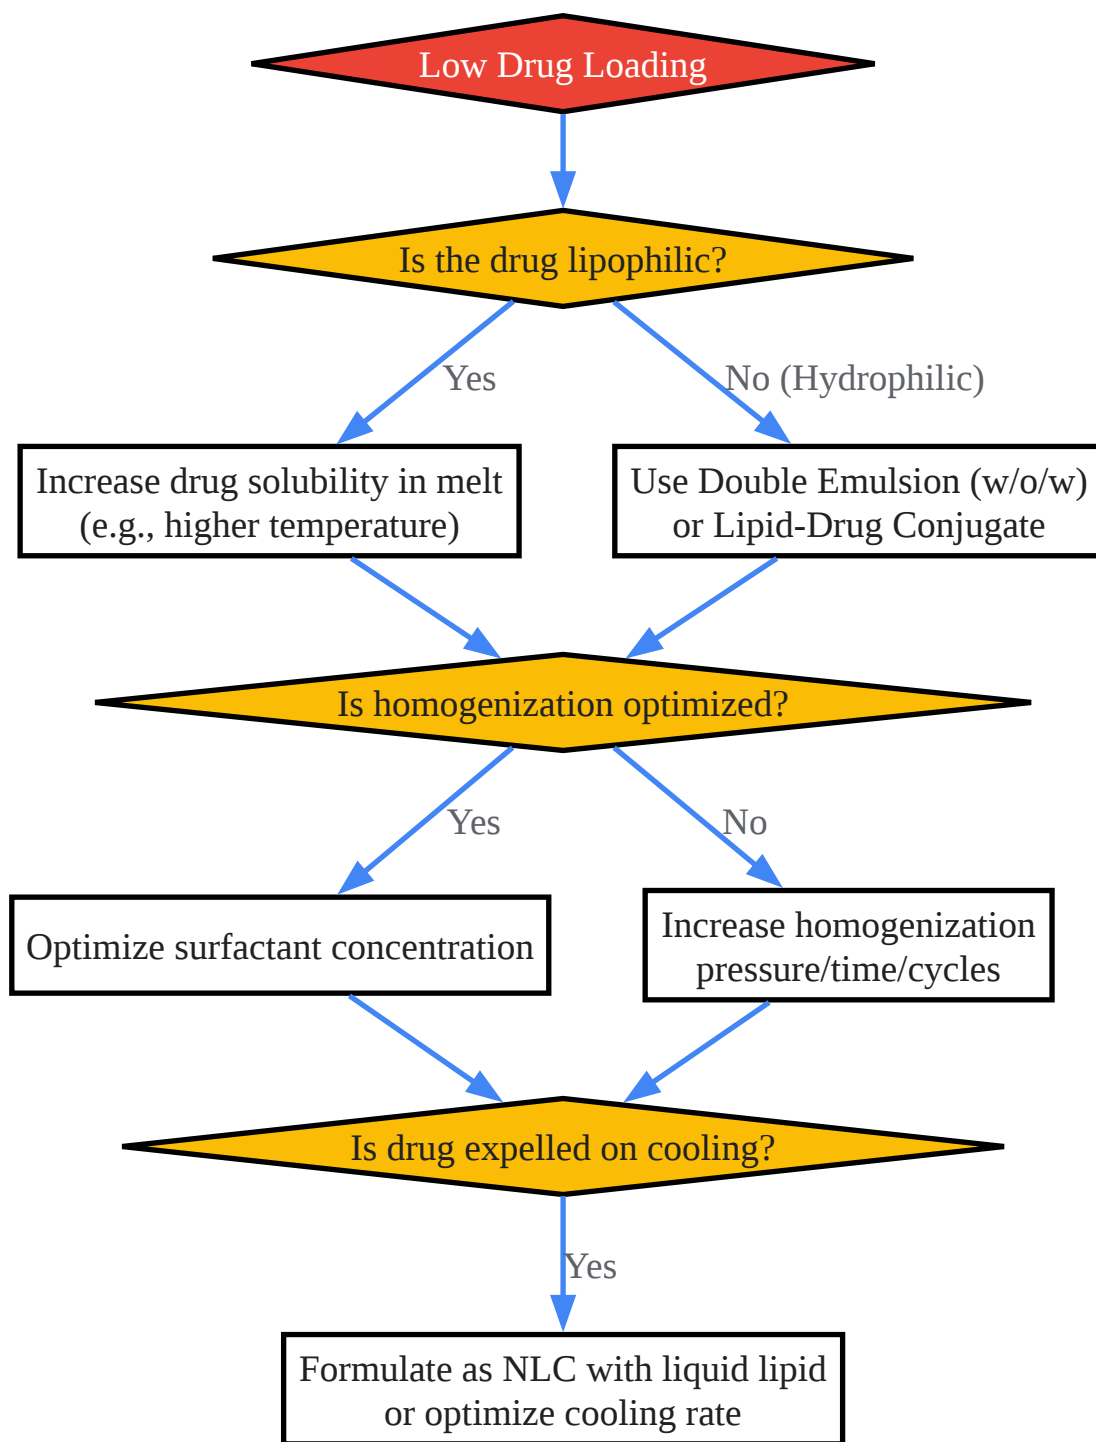 Low Drug Loading
Is the drug lipophilic?
Yes
No (Hydrophilic)
Increase drug solubility in melt
(e.g., higher temperature)
Use Double Emulsion (w/o/w)
or Lipid-Drug Conjugate
Is homogenization optimized?
Yes
No
Optimize surfactant concentration
Increase homogenization
pressure/time/cycles
Is drug expelled on cooling?
Yes
Formulate as NLC with liquid lipid
or optimize cooling rate